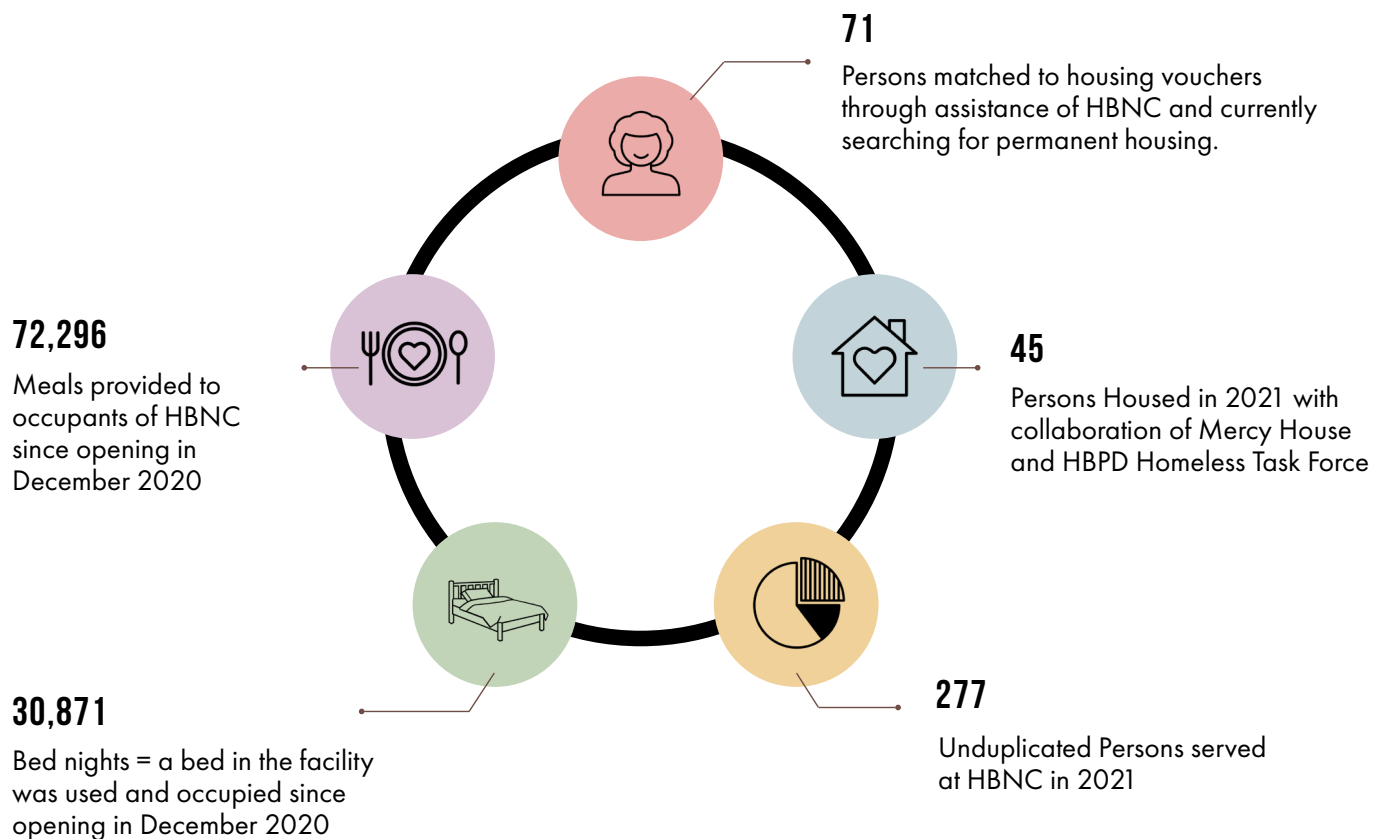 71
Persons matched to housing vouchers
through assistance of HBNC and currently
searching for permanent housing.
72,296
Meals provided to
occupants of HBNC
since opening in
December 2020
45
Persons Housed in 2021 with
collaboration of Mercy House
and HBPD Homeless Task Force
30,871
Bed nights = a bed in the facility
was used and occupied since
opening in December 2020
277
Unduplicated Persons served
at HBNC in 2021